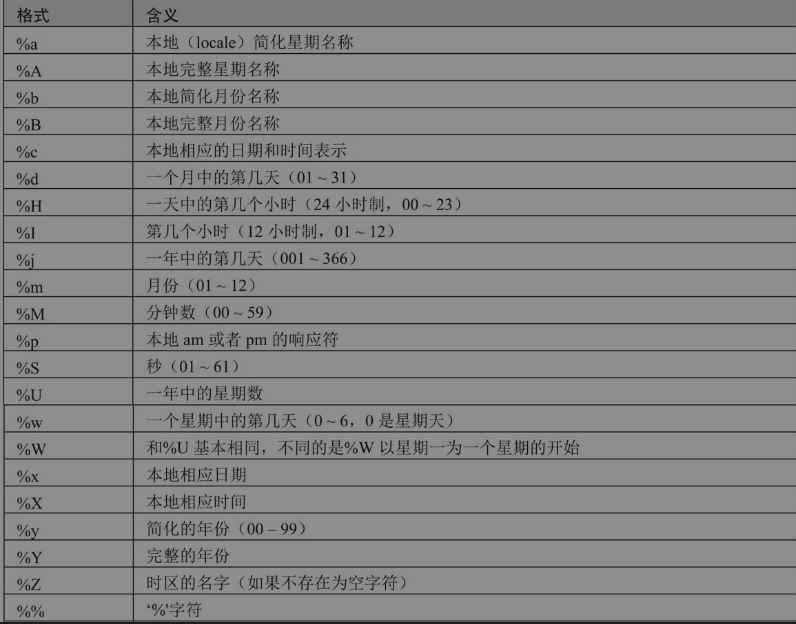 格式 含义
%a 本地（locale）简化星期名称
%A 本地完整星期名称
%b 本地简化月份名称
%B 本地完整月份名称
%c 本地相应的日期和时间表示
%d 一个月中的第几天（01 ~ 31）
%H 一天中的第几个小时（24 小时制，00 ~ 23）
%I 第几个小时（12 小时制，01 ~ 12）
%j 一年中的第几天（001 ~ 366）
%m 月份（01 ~ 12）
%M 分钟数（00 ~ 59）
%p 本地 am 或者 pm 的响应符
%S 秒（01 ~ 61）
%U 一年中的星期数
%w 一个星期中的第几天（0 ~ 6，0 是星期天）
%W 和%U 基本相同，不同的是%W 以星期一为一个星期的开始
%x 本地相应日期
%X 本地相应时间
%y 简化的年份（00 – 99）
%Y 完整的年份
%Z 时区的名字（如果不存在为空字符）
%% ‘%’字符